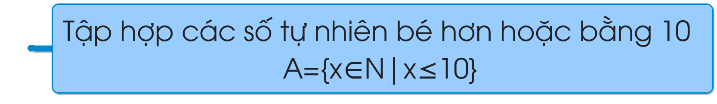 Tập hợp các số tự nhiên bé hơn hoặc bằng 10
A={x∈N|x≤10}